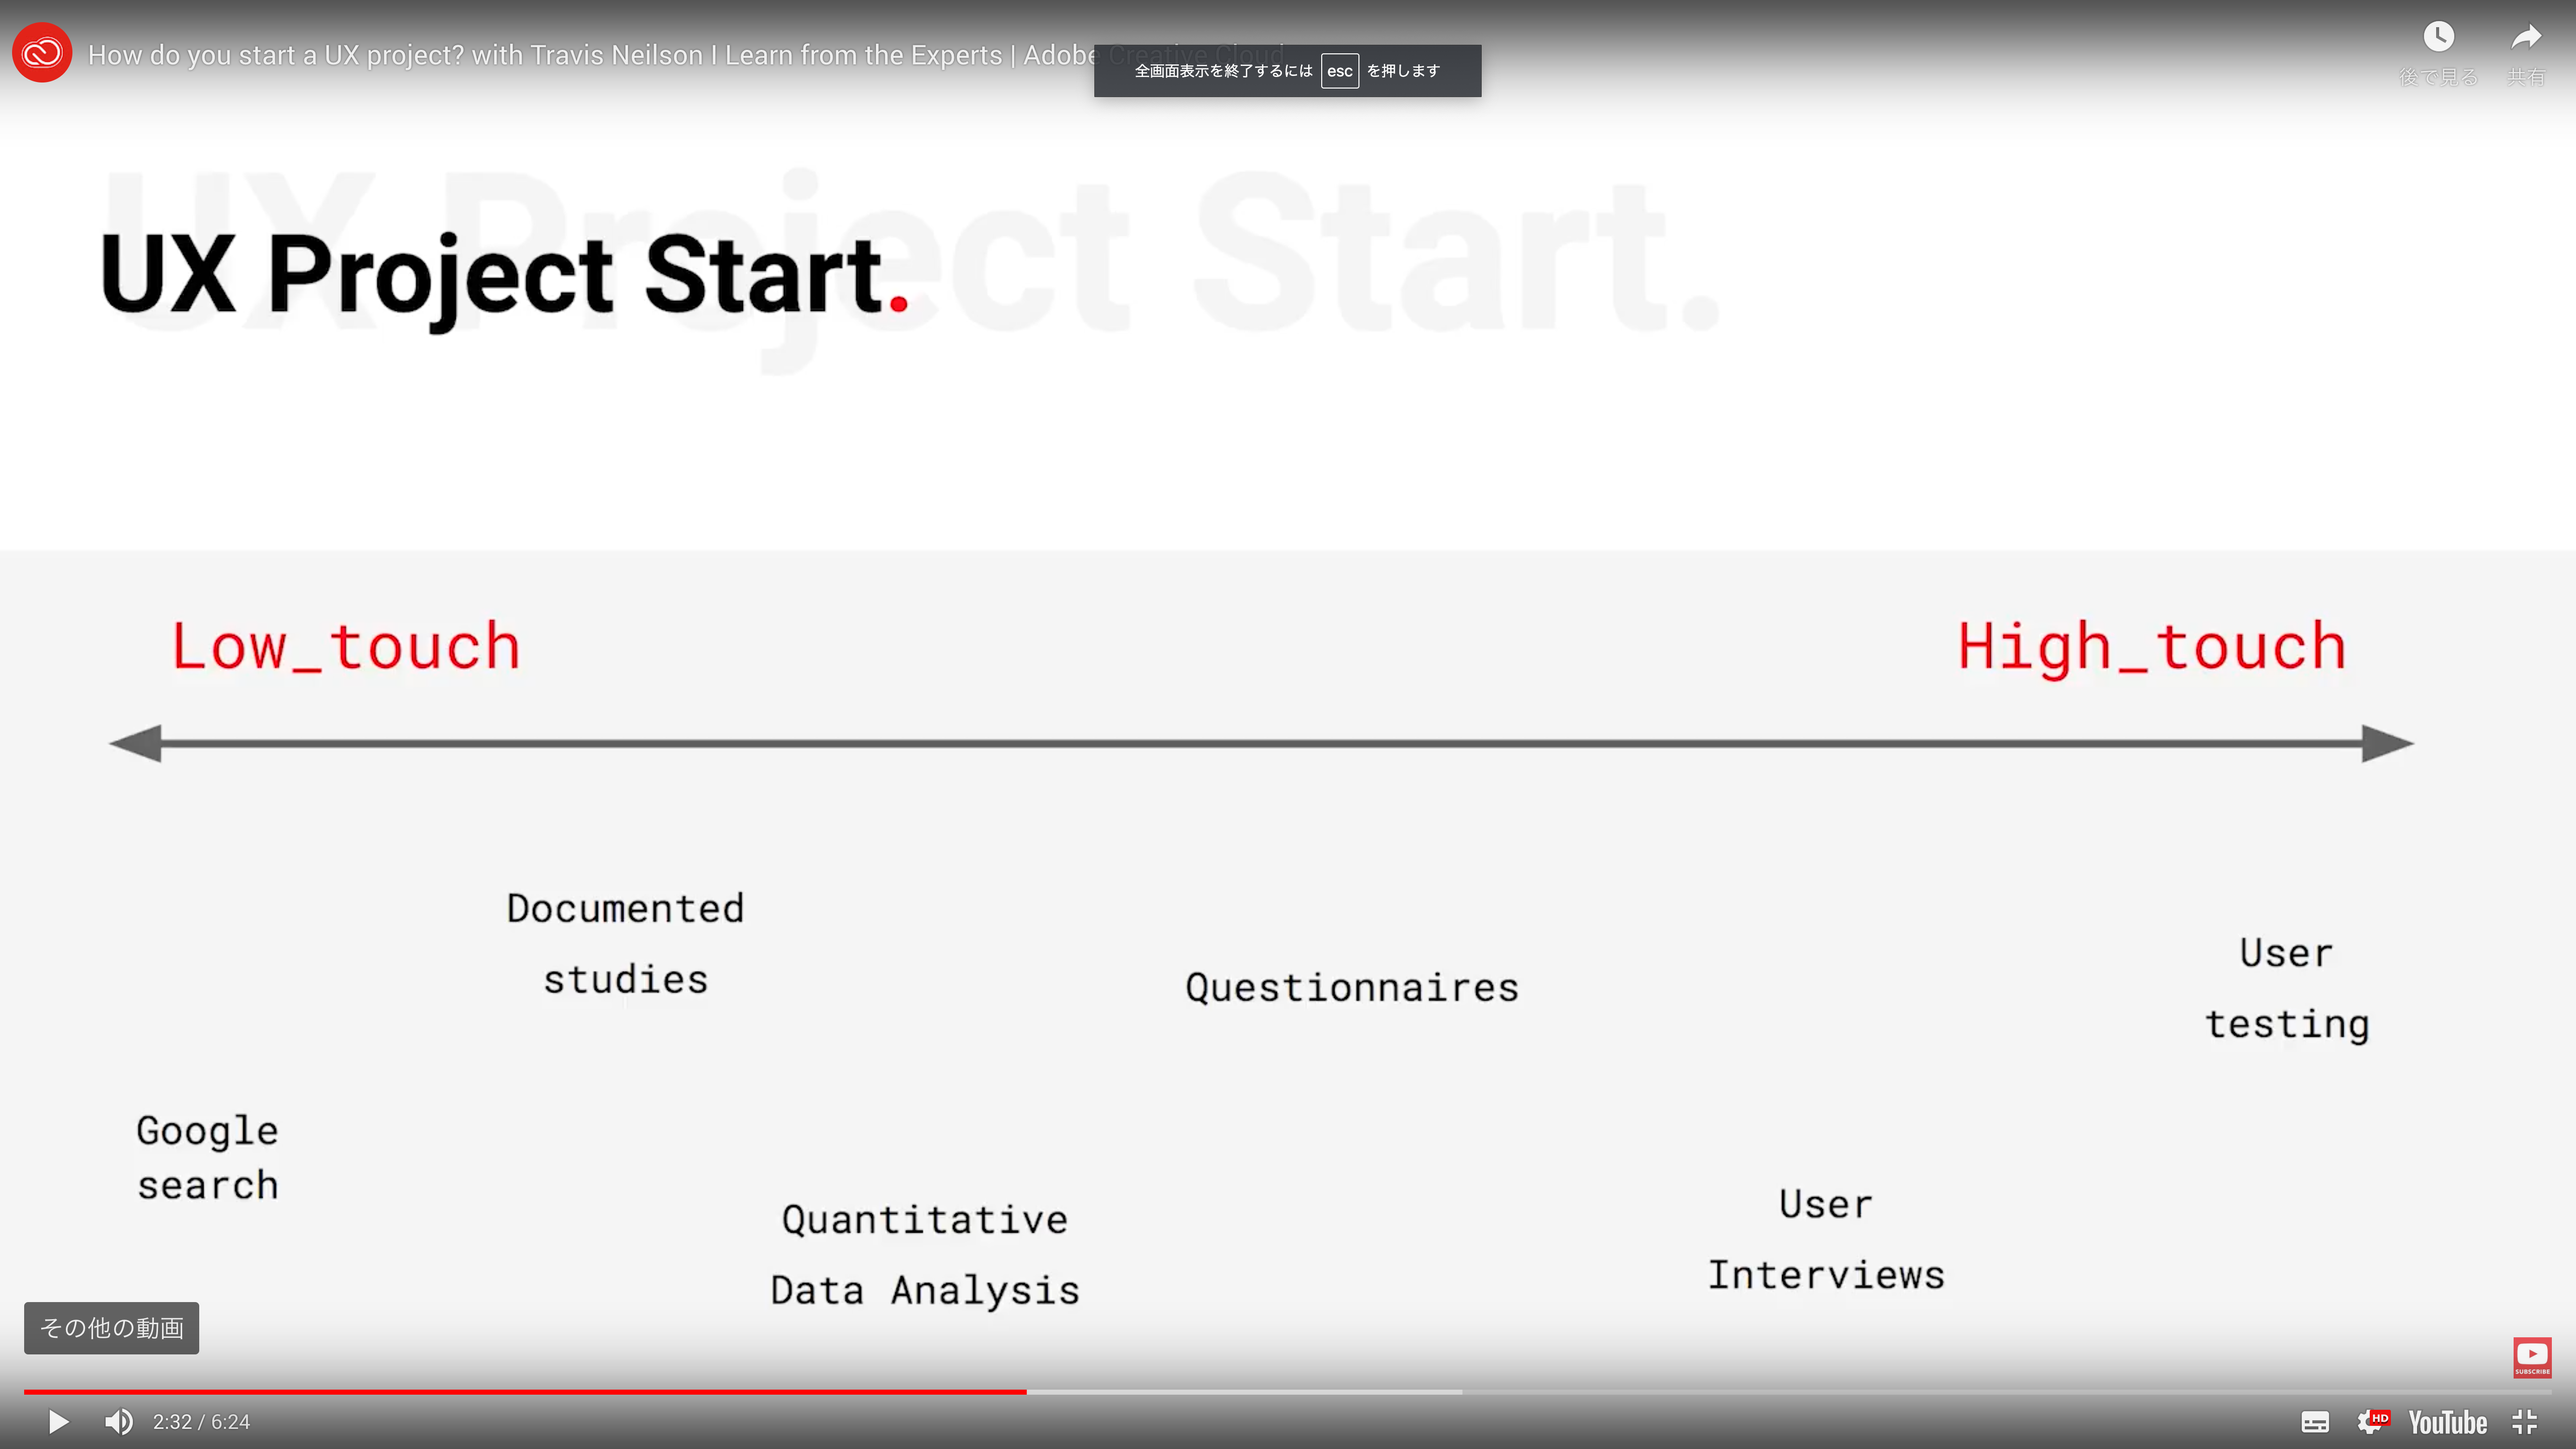 How do you start a UX project? with Travis Neilson I Learn from the Experts | Adobe Creative Cloud
全画面表示を終了するには esc を押します
後で見る
共有
UX Project Start.
UX Project Start.
Low_touch
High_touch
Documented
studies
Questionnaires
User
testing
Google
search
Quantitative
Data Analysis
User
Interviews
その他の動画
SUBSCRIBE
2:32 / 6:24
HD
YouTube